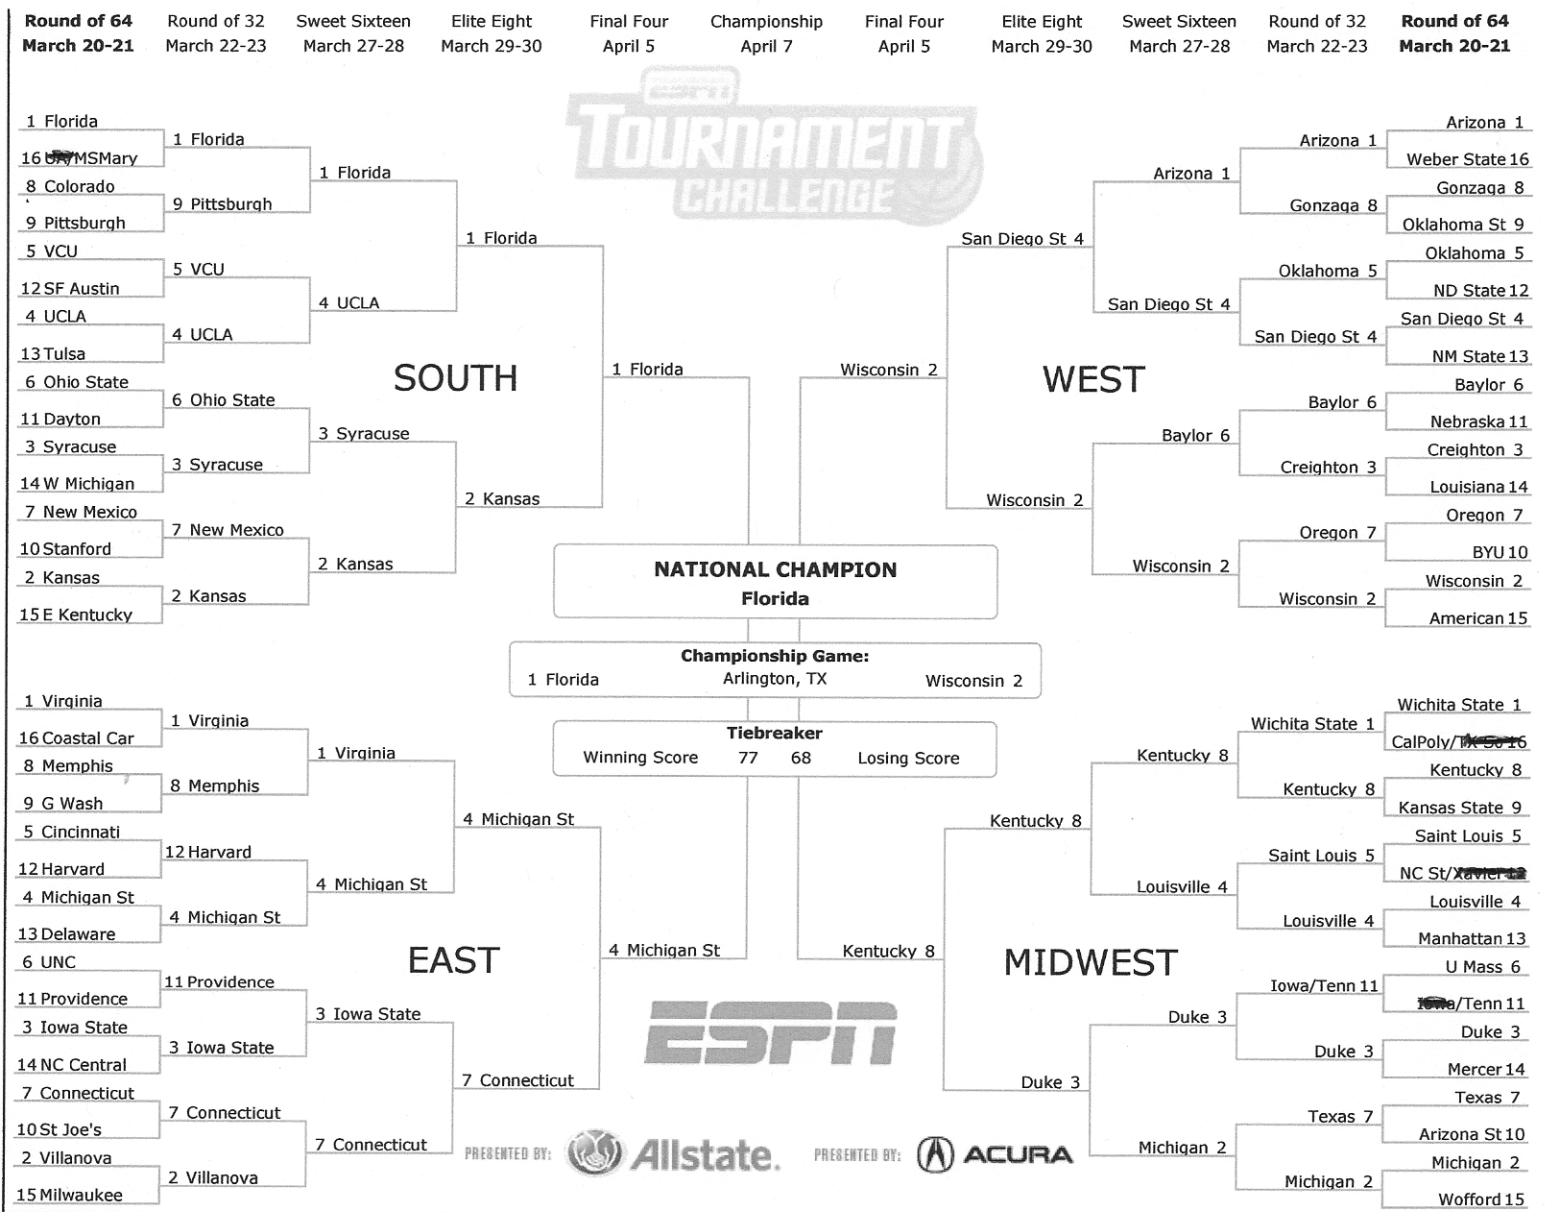 Round of 64 Round of 32 Sweet Sixteen Elite Eight Final Four Championship Final Four Elite Eight Sweet Sixteen Round of 32 Round of 64
March 20-21 March 22-23 March 27-28 March 29-30 April 5 April 7 April 5 March 29-30 March 27-28 March 22-23 March 20-21
ESPN
TOURNAMENT
CHALLENGE
SOUTH
1 Florida
16 /MSMary
8 Colorado
9 Pittsburgh
5 VCU
12 SF Austin
4 UCLA
13 Tulsa
6 Ohio State
11 Dayton
3 Syracuse
14 W Michigan
7 New Mexico
10 Stanford
2 Kansas
15 E Kentucky
1 Florida
9 Pittsburgh
5 VCU
4 UCLA
6 Ohio State
3 Syracuse
7 New Mexico
2 Kansas
1 Florida
4 UCLA
3 Syracuse
2 Kansas
1 Florida
2 Kansas
1 Florida
EAST
1 Virginia
16 Coastal Car
8 Memphis
9 G Wash
5 Cincinnati
12 Harvard
4 Michigan St
13 Delaware
6 UNC
11 Providence
3 Iowa State
14 NC Central
7 Connecticut
10 St Joe's
2 Villanova
15 Milwaukee
1 Virginia
8 Memphis
12 Harvard
4 Michigan St
11 Providence
3 Iowa State
7 Connecticut
2 Villanova
1 Virginia
4 Michigan St
3 Iowa State
7 Connecticut
4 Michigan St
7 Connecticut
4 Michigan St
NATIONAL CHAMPION
Florida
Championship Game:
1 Florida Arlington, TX Wisconsin 2
Tiebreaker
Winning Score 77 68 Losing Score
WEST
Arizona 1
Weber State 16
Gonzaga 8
Oklahoma St 9
Oklahoma 5
ND State 12
San Diego St 4
NM State 13
Baylor 6
Nebraska 11
Creighton 3
Louisiana 14
Oregon 7
BYU 10
Wisconsin 2
American 15
Arizona 1
Gonzaga 8
Oklahoma 5
San Diego St 4
Baylor 6
Creighton 3
Oregon 7
Wisconsin 2
Arizona 1
San Diego St 4
Baylor 6
Wisconsin 2
San Diego St 4
Wisconsin 2
Wisconsin 2
MIDWEST
Wichita State 1
CalPoly/
Kentucky 8
Kansas State 9
Saint Louis 5
NC St/
Louisville 4
Manhattan 13
U Mass 6
/Tenn 11
Duke 3
Mercer 14
Texas 7
Arizona St 10
Michigan 2
Wofford 15
Wichita State 1
Kentucky 8
Saint Louis 5
Louisville 4
Iowa/Tenn 11
Duke 3
Texas 7
Michigan 2
Kentucky 8
Louisville 4
Duke 3
Michigan 2
Kentucky 8
Duke 3
Kentucky 8
ESPN
PRESENTED BY: Allstate. PRESENTED BY: ACURA